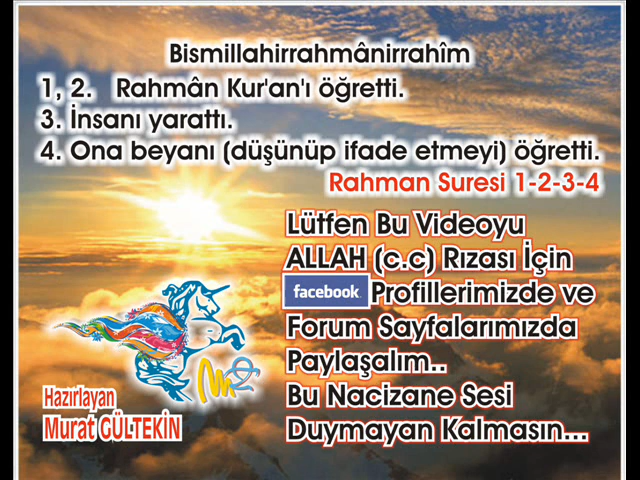 Bismillahirrahmânirrahîm
1, 2. Rahmân Kur'an'ı öğretti.
3. İnsanı yarattı.
4. Ona beyanı (düşünüp ifade etmeyi) öğretti.
Rahman Suresi 1-2-3-4
Lütfen Bu Videoyu
ALLAH (c.c) Rızası İçin
facebook Profillerimizde ve
Forum Sayfalarımızda
Paylaşalım..
Bu Nacizane Sesi
Duymayan Kalmasın...
Hazırlayan
Murat GÜLTEKİN